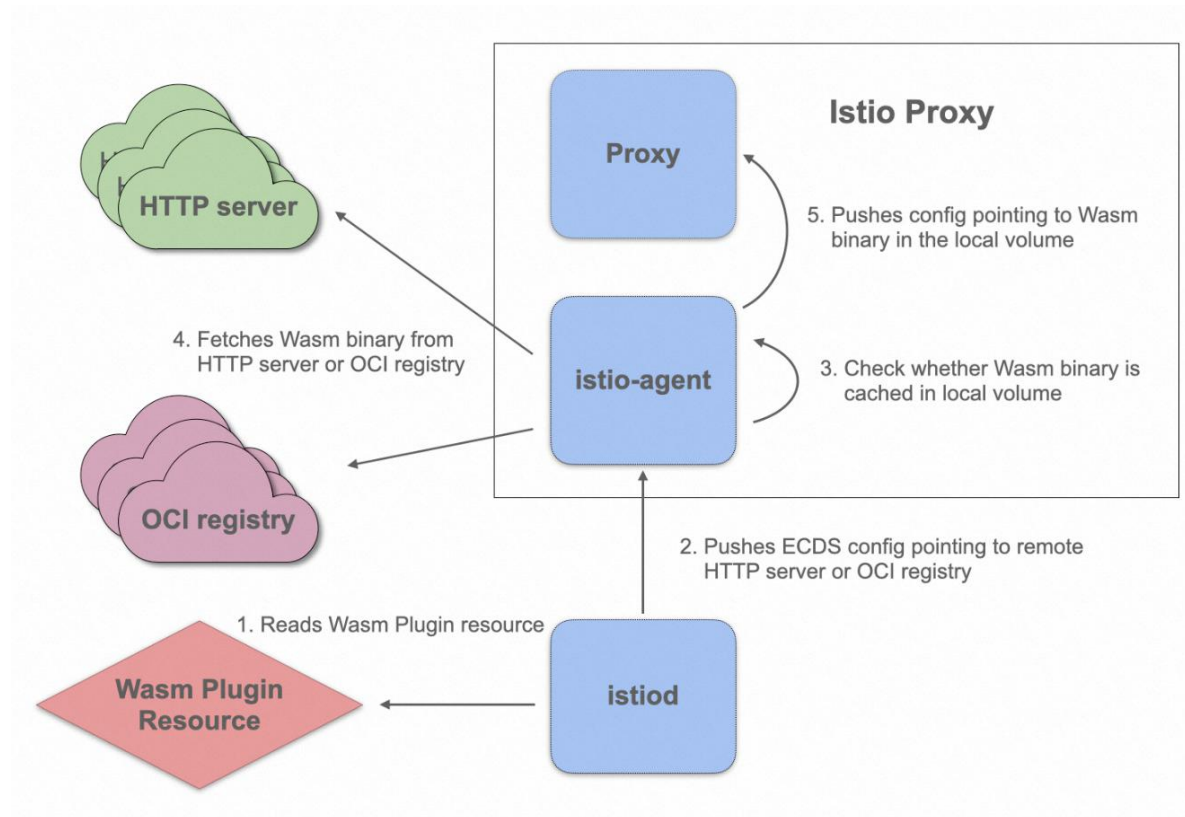 Istio Proxy
Proxy
HTTP server
5. Pushes config pointing to Wasm
binary in the local volume
4. Fetches Wasm binary from
HTTP server or OCI registry
istio-agent
3. Check whether Wasm binary is
cached in local volume
OCI registry
2. Pushes ECDS config pointing to remote
HTTP server or OCI registry
1. Reads Wasm Plugin resource
Wasm Plugin
Resource
istiod